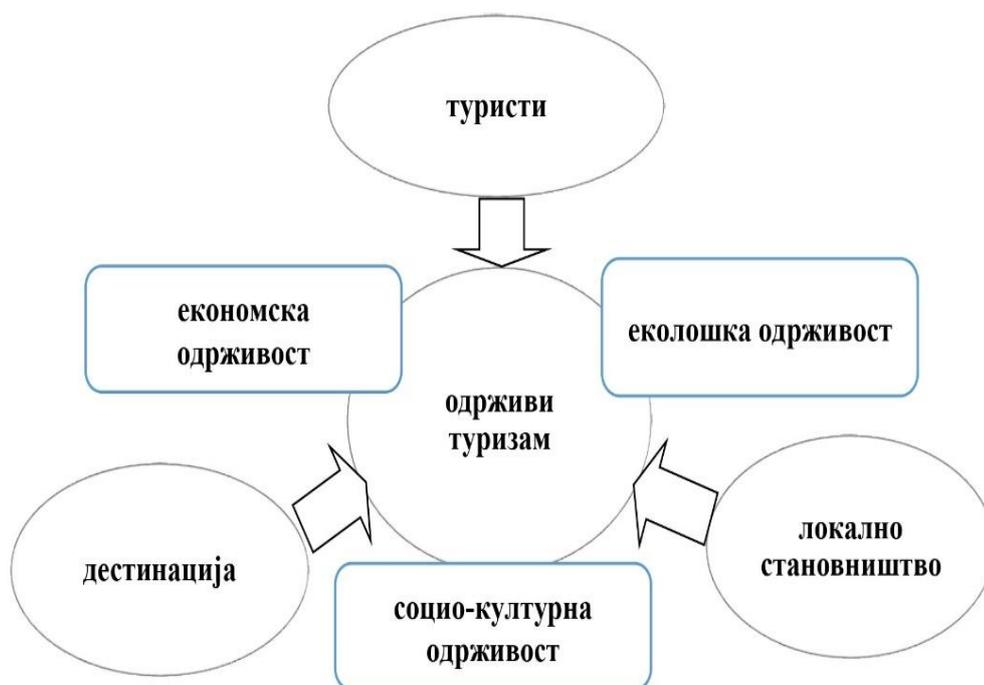 туристи
економска
одрживост
еколошка одрживост
одрживи
туризам
дестинација
локално
становништво
социо-културна
одрживост